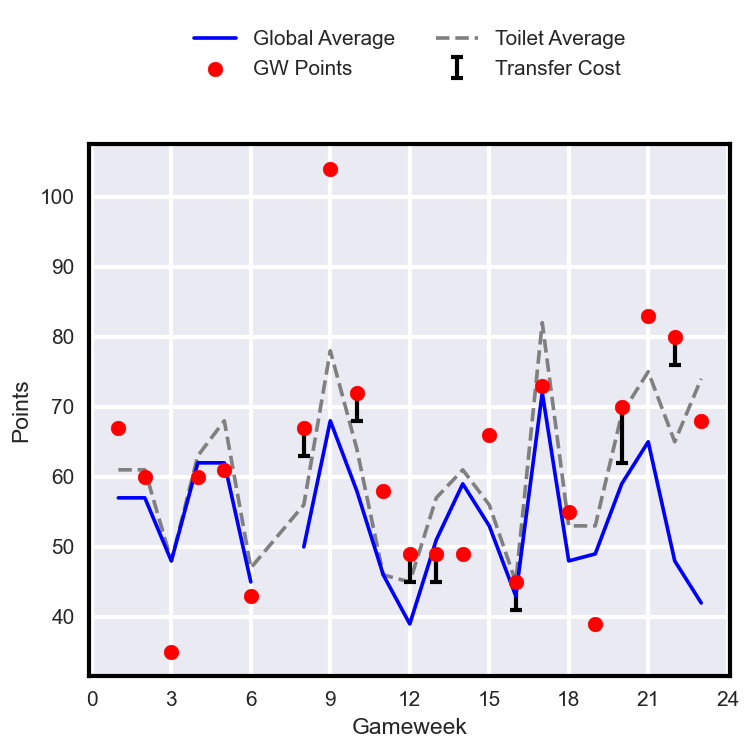 Global Average
Toilet Average
GW Points
Transfer Cost
100
90
80
70
60
50
40
Points
0 3 6 9 12 15 18 21 24
Gameweek